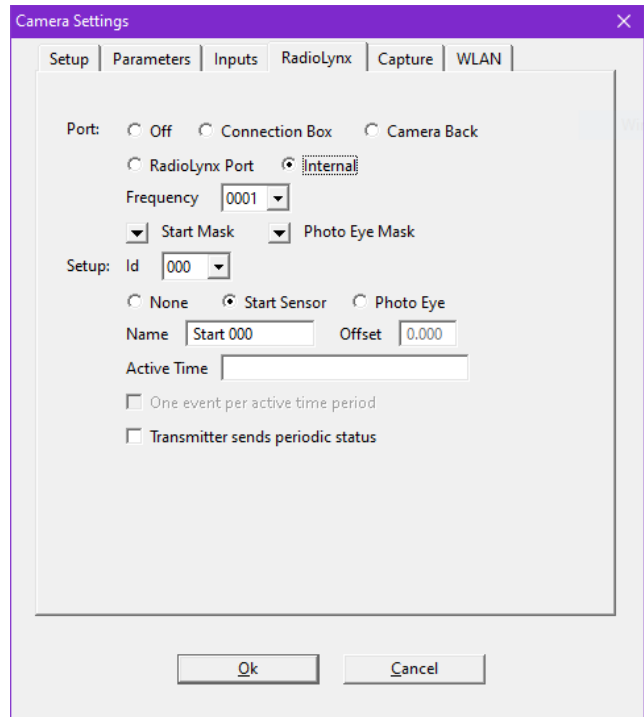 Camera Settings
Setup Parameters Inputs RadioLynx Capture WLAN
Port: Off Connection Box Camera Back
RadioLynx Port Internal
Frequency 0001
Start Mask Photo Eye Mask
Setup: Id 000
None Start Sensor Photo Eye
Name Start 000 Offset 0.000
Active Time
One event per active time period
Transmitter sends periodic status
Ok Cancel